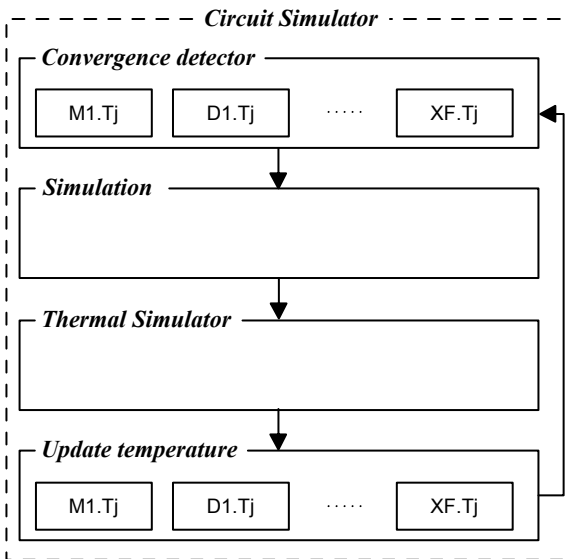 Circuit Simulator
Convergence detector
M1.Tj D1.Tj ····· XF.Tj
Simulation
Thermal Simulator
Update temperature
M1.Tj D1.Tj ····· XF.Tj